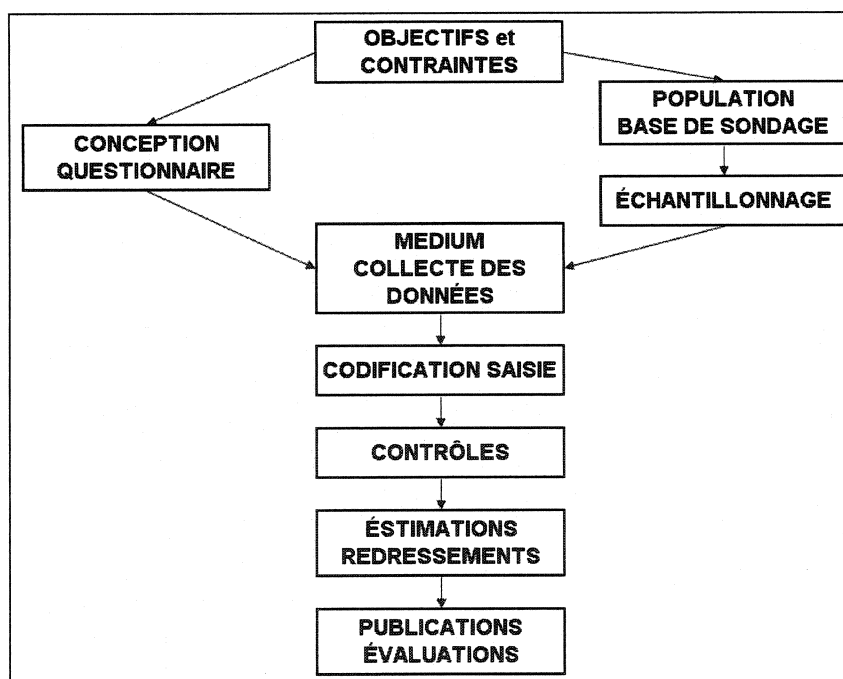 OBJECTIFS et
CONTRAINTES
POPULATION
BASE DE SONDAGE
CONCEPTION
QUESTIONNAIRE
ÉCHANTILLONNAGE
MEDIUM
COLLECTE DES
DONNÉES
CODIFICATION SAISIE
CONTRÔLES
ÉSTIMATIONS
REDRESSEMENTS
PUBLICATIONS
ÉVALUATIONS